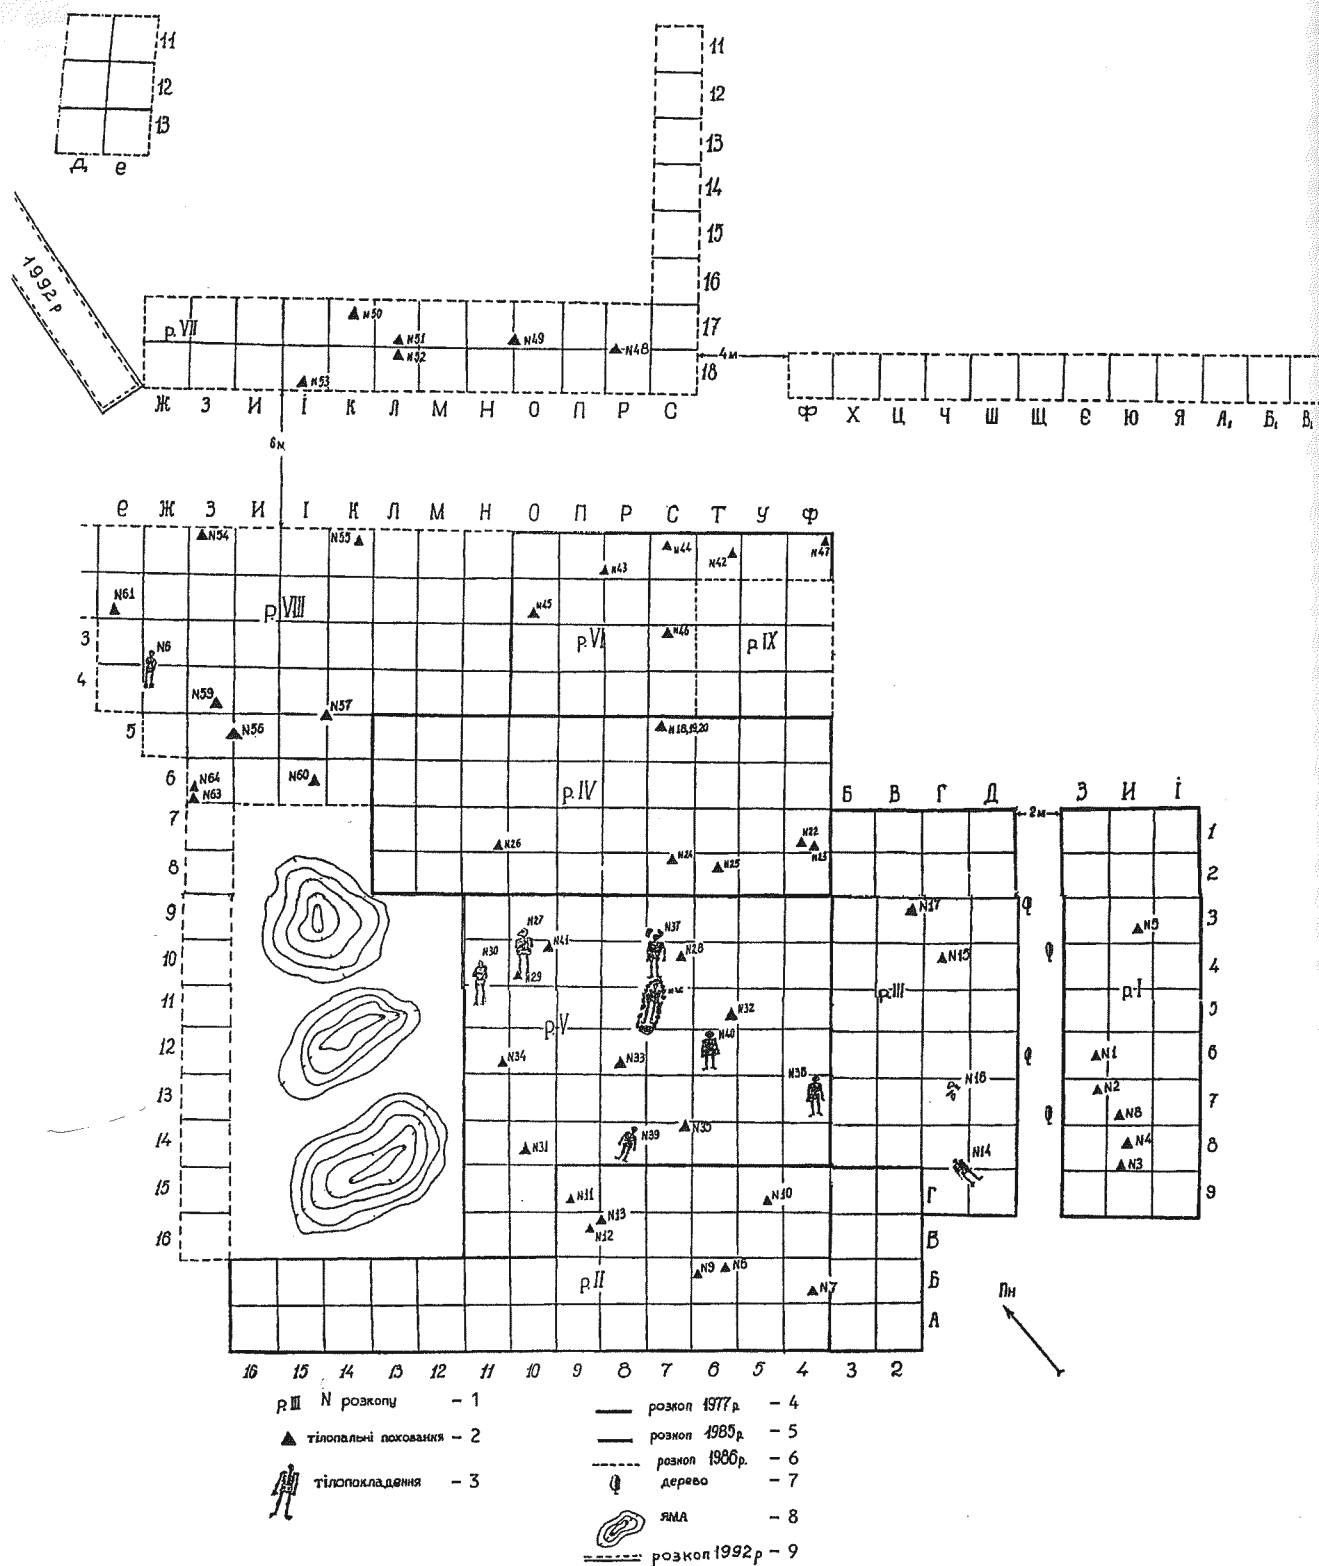 11
12
13
Д е
11
12
13
14
15
16
17
18
1992р
р. VII
N50
N51
N52
N49
N48
N53
4м
Ж З И І К Л М Н О П Р С
Ф Х Ц Ч Ш Щ Є Ю Я А₁ Б₁ В₁
6м
е Ж З И І К Л М Н О П Р С Т У Ф
N54
N55
N44
N42
N47
N43
N61
р. VIII
N45
3
р. VI
N46
р. IX
N6
4
N59
N57
5
N56
N18,19,20
6
N64
N63
N60
р. IV
Б В Г Д
2м
З И І
7
1
N26
N22
N23
8
N24
N25
2
9
N27
N37
N17
3
N5
10
N30
N41
N28
N15
4
N29
11
р. III
р. I
5
N32
р. V
12
N34
N33
N40
N1
6
13
N38
N16
N2
7
N8
14
N31
N39
N35
N14
N4
N3
8
15
N11
N10
Г
9
N13
N12
16
В
р. II
N9
N6
N7
Б
А
Пн
16 15 14 13 12 11 10 9 8 7 6 5 4 3 2
р. III N розкопу – 1
тілопальні поховання – 2
тілопокладення – 3
розкоп 1977р. – 4
розкоп 1985р. – 5
розкоп 1986р. – 6
дерево – 7
ЯМА – 8
розкоп 1992р – 9